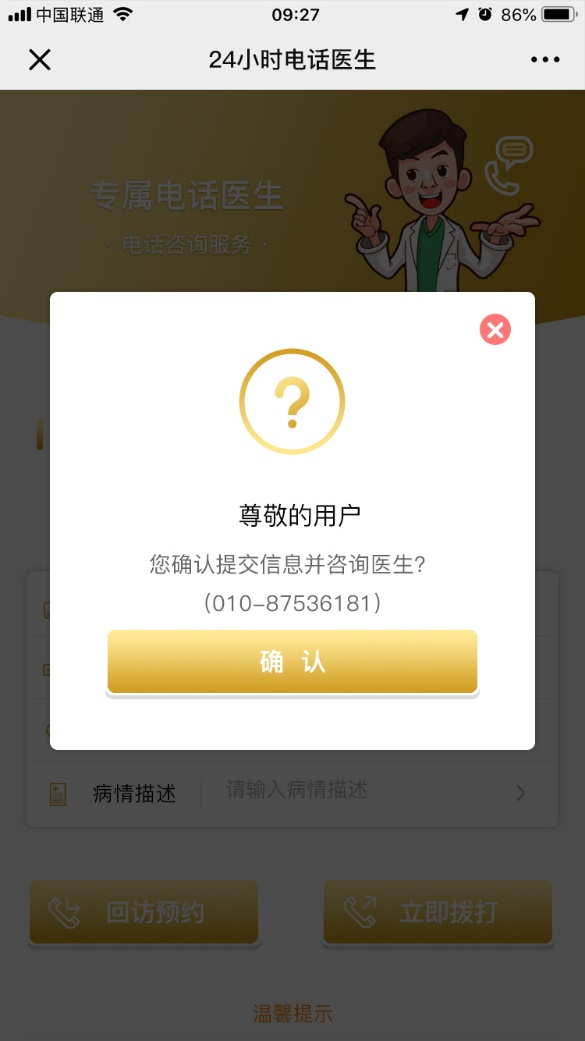 中国联通
09:27
86%
24小时电话医生
专属电话医生
· 电话咨询服务 ·
尊敬的用户
您确认提交信息并咨询医生?
(010-87536181)
确 认
病情描述
请输入病情描述
回访预约
立即拨打
温馨提示